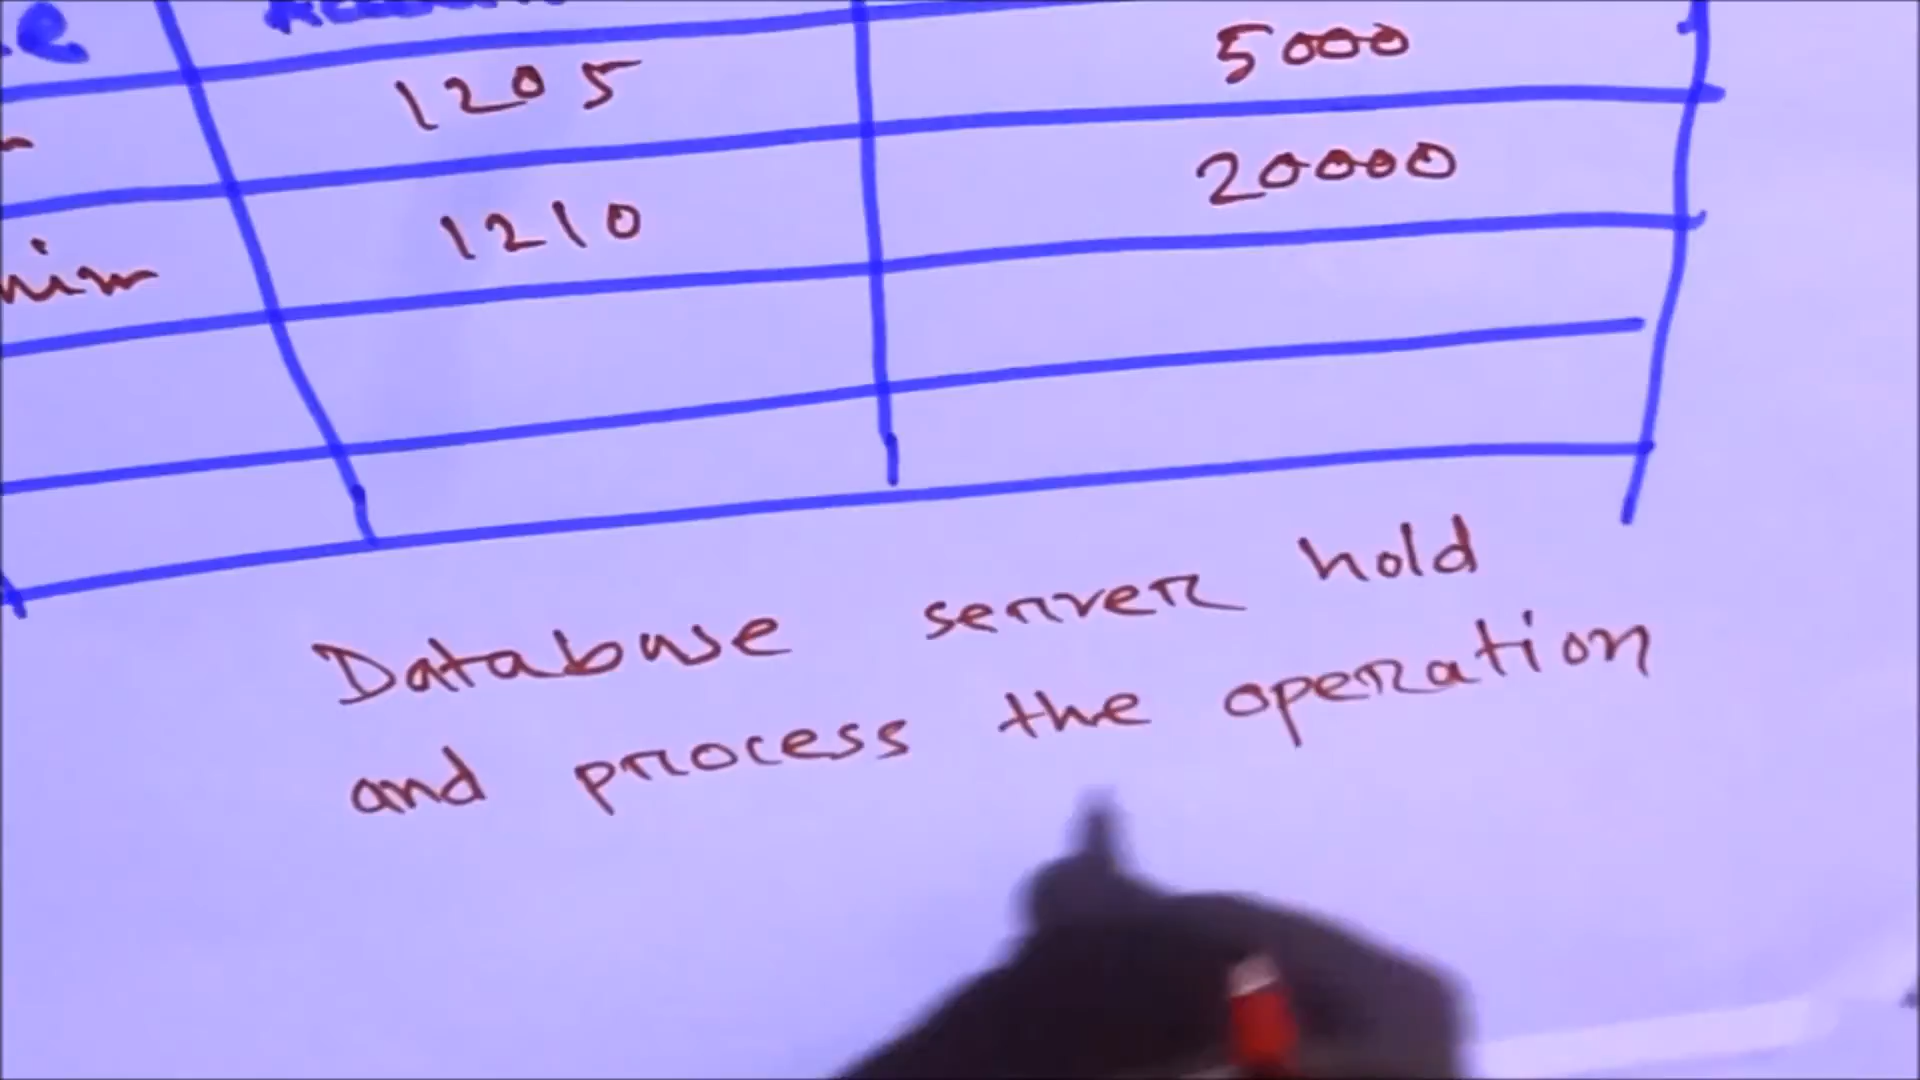 1205 5000
1210 20000
Database server hold
and process the operation